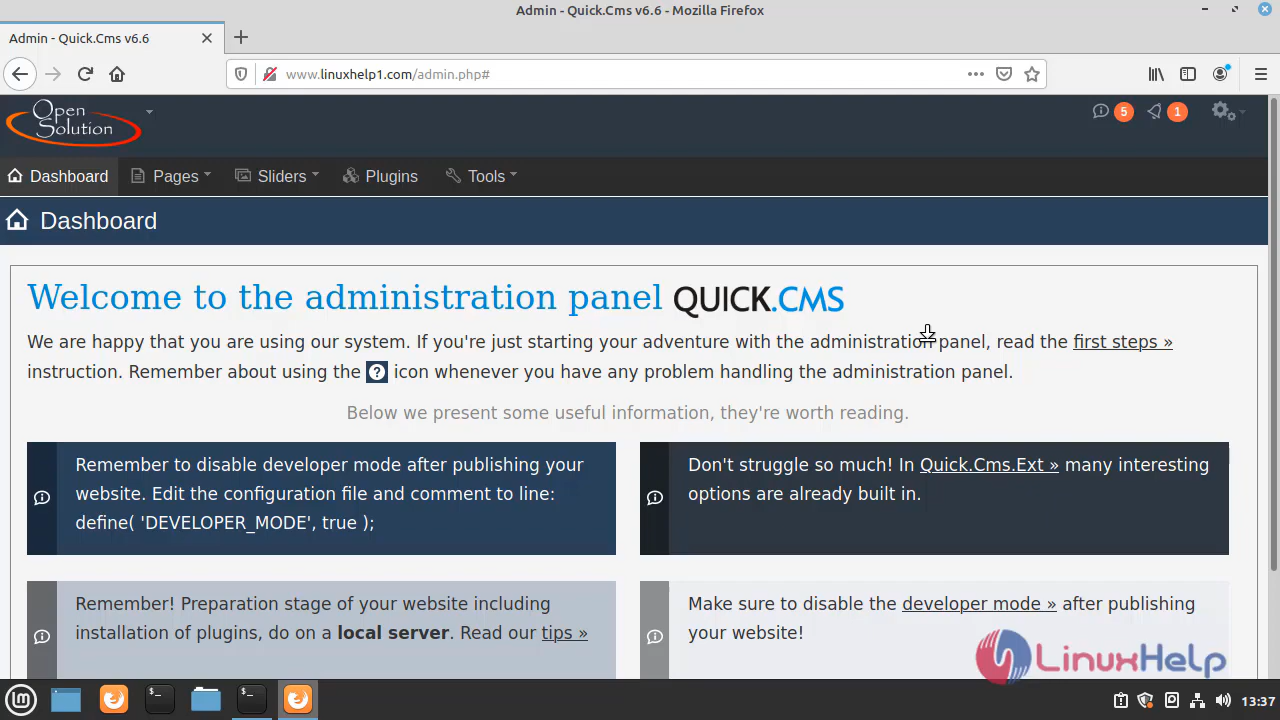 Admin - Quick.Cms v6.6 - Mozilla Firefox
Admin - Quick.Cms v6.6
www.linuxhelp1.com/admin.php#
Open
Solution
5
1
Dashboard Pages Sliders Plugins Tools
Dashboard
Welcome to the administration panel QUICK.CMS
We are happy that you are using our system. If you're just starting your adventure with the administration panel, read the first steps »
instruction. Remember about using the ? icon whenever you have any problem handling the administration panel.
Below we present some useful information, they're worth reading.
Remember to disable developer mode after publishing your
website. Edit the configuration file and comment to line:
define( 'DEVELOPER_MODE', true );
Don't struggle so much! In Quick.Cms.Ext » many interesting
options are already built in.
Remember! Preparation stage of your website including
installation of plugins, do on a local server. Read our tips »
Make sure to disable the developer mode » after publishing
your website!
LinuxHelp
13:37